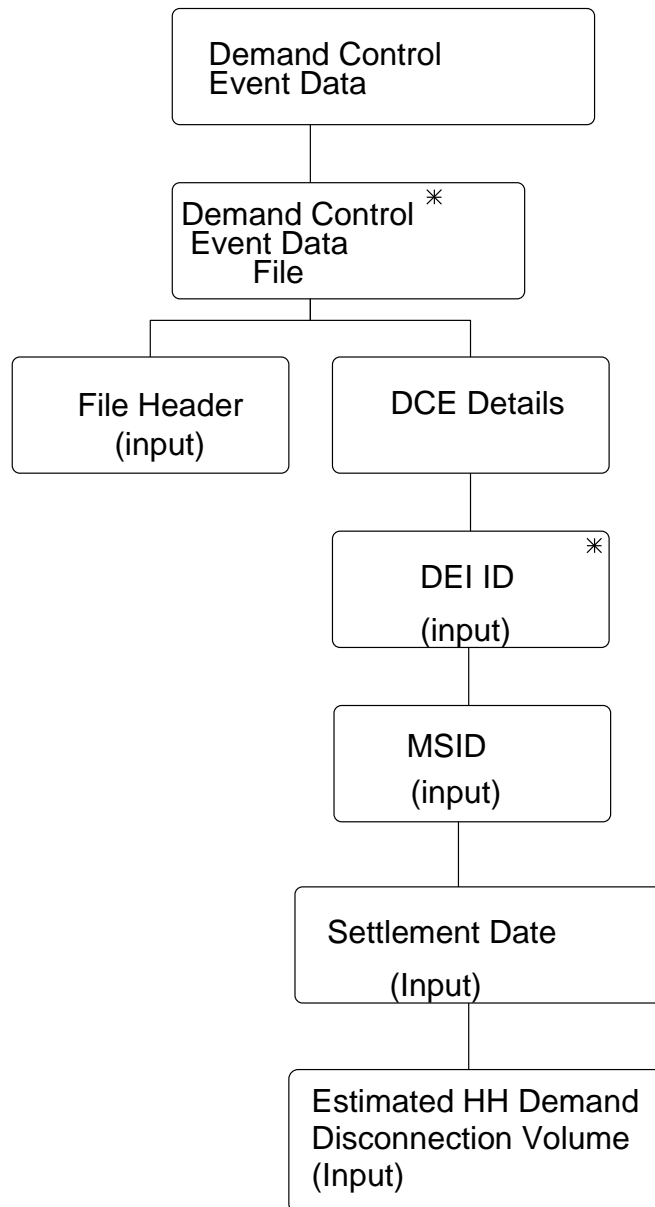 Demand Control
Event Data
Demand Control
Event Data
File
File Header
(input)
DCE Details
DEI ID
(input)
MSID
(input)
Settlement Date
(Input)
Estimated HH Demand
Disconnection Volume
(Input)